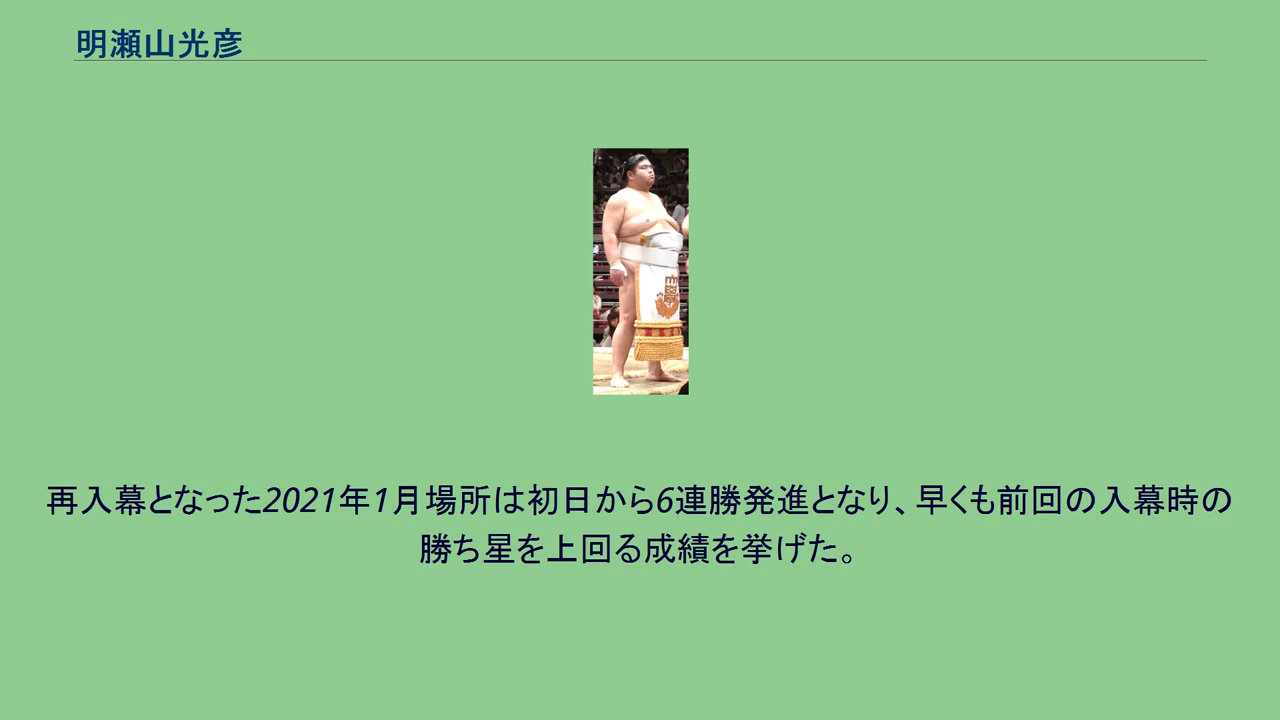 明瀬山光彦
再入幕となった2021年1月場所は初日から6連勝発進となり、早くも前回の入幕時の
勝ち星を上回る成績を挙げた。